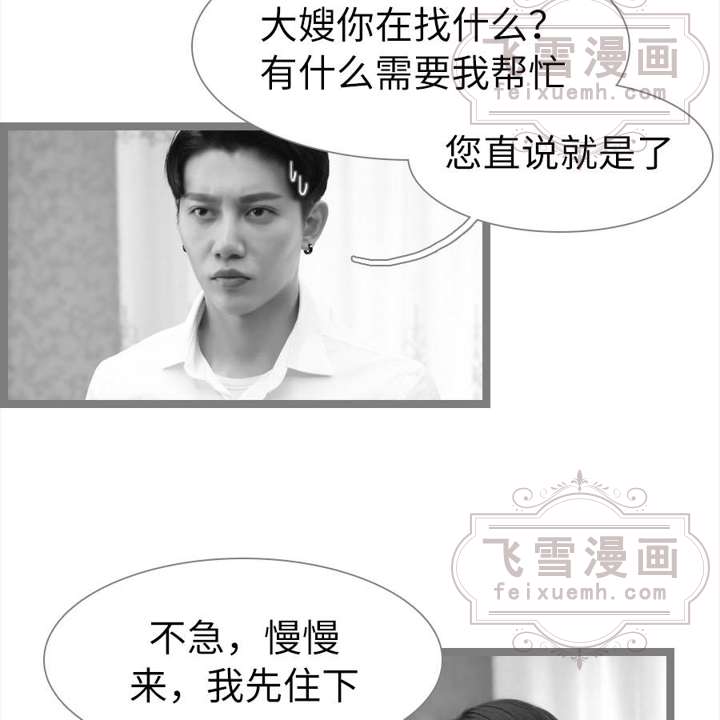 大嫂你在找什么？
有什么需要我帮忙
飞雪漫画
feixuemh.com
您直说就是了
飞雪漫画
feixuemh.com
不急，慢慢
来，我先住下